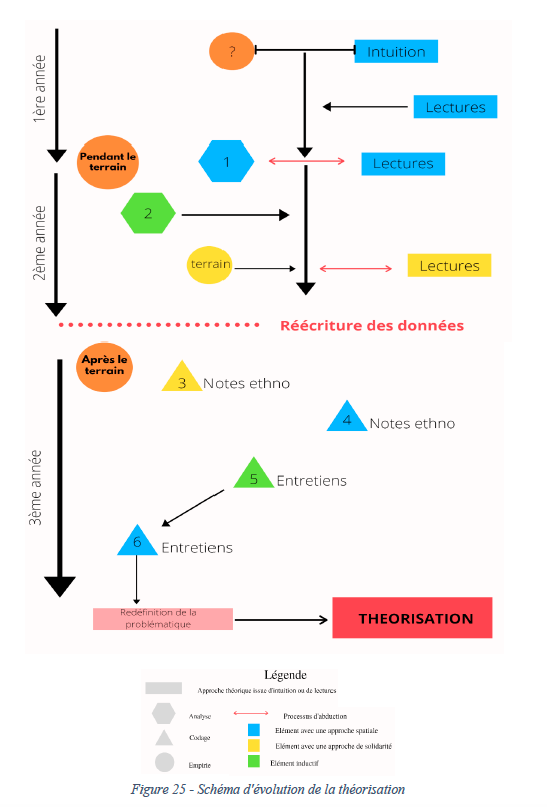 ?
Intuition
1ère année
Lectures
Pendant le
terrain
1
Lectures
2
2ème année
terrain
Lectures
Réécriture des données
Après le
terrain
3
Notes ethno
4
Notes ethno
5
Entretiens
3ème année
6
Entretiens
Redéfinition de la
problématique
THEORISATION
Légende
Approche théorique issue d'intuition ou de lectures
Analyse
Processus d'abduction
Codage
Elément avec une approche spatiale
Elément avec une approche de solidarité
Empirie
Elément inductif
Figure 25 - Schéma d'évolution de la théorisation